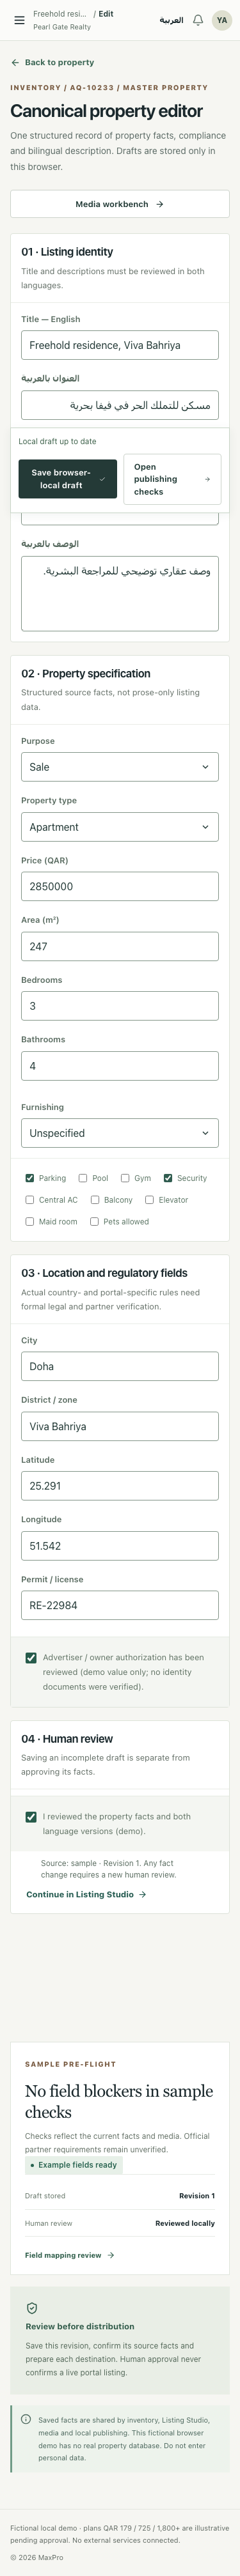 Freehold resi... / Edit
Pearl Gate Realty
العربية
YA
Back to property
INVENTORY / AQ-10233 / MASTER PROPERTY
Canonical property editor
One structured record of property facts, compliance
and bilingual description. Drafts are stored only in
this browser.
Media workbench
01 · Listing identity
Title and descriptions must be reviewed in both
languages.
Title — English
Freehold residence, Viva Bahriya
العنوان بالعربية
مسكن للتملك الحر في فيفا بحرية
Local draft up to date
Save browser-
local draft
Open
publishing
checks
الوصف بالعربية
وصف عقاري توضيحي للمراجعة البشرية.
02 · Property specification
Structured source facts, not prose-only listing
data.
Purpose
Sale
Property type
Apartment
Price (QAR)
2850000
Area (m²)
247
Bedrooms
3
Bathrooms
4
Furnishing
Unspecified
Parking Pool Gym Security
Central AC Balcony Elevator
Maid room Pets allowed
03 · Location and regulatory fields
Actual country- and portal-specific rules need
formal legal and partner verification.
City
Doha
District / zone
Viva Bahriya
Latitude
25.291
Longitude
51.542
Permit / license
RE-22984
Advertiser / owner authorization has been
reviewed (demo value only; no identity
documents were verified).
04 · Human review
Saving an incomplete draft is separate from
approving its facts.
I reviewed the property facts and both
language versions (demo).
Source: sample · Revision 1. Any fact
change requires a new human review.
Continue in Listing Studio
SAMPLE PRE-FLIGHT
No field blockers in sample
checks
Checks reflect the current facts and media. Official
partner requirements remain unverified.
Example fields ready
Draft stored Revision 1
Human review Reviewed locally
Field mapping review
Review before distribution
Save this revision, confirm its source facts and
prepare each destination. Human approval never
confirms a live portal listing.
Saved facts are shared by inventory, Listing Studio,
media and local publishing. This fictional browser
demo has no real property database. Do not enter
personal data.
Fictional local demo · plans QAR 179 / 725 / 1,800+ are illustrative
pending approval. No external services connected.
© 2026 MaxPro